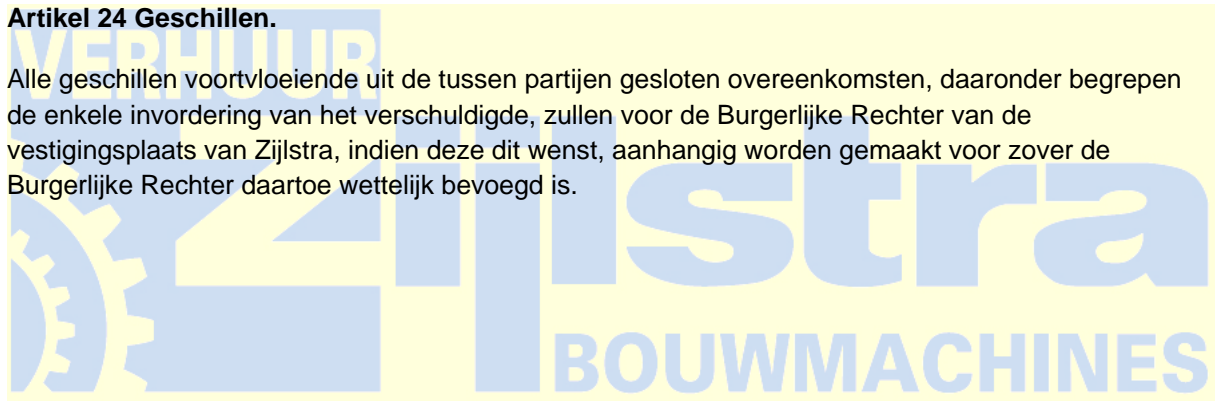 Artikel 24 Geschillen.
VERHUUR
Alle geschillen voortvloeiende uit de tussen partijen gesloten overeenkomsten, daaronder begrepen
de enkele invordering van het verschuldigde, zullen voor de Burgerlijke Rechter van de
vestigingsplaats van Zijlstra, indien deze dit wenst, aanhangig worden gemaakt voor zover de
Burgerlijke Rechter daartoe wettelijk bevoegd is.
Zijlstra
BOUWMACHINES